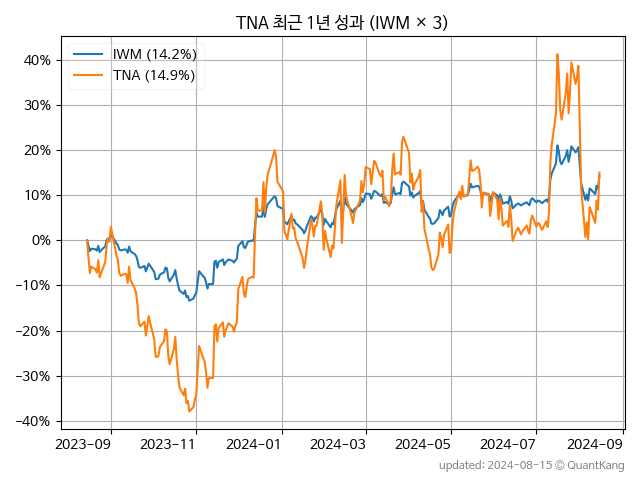 TNA 최근 1년 성과 (IWM × 3)
IWM (14.2%)
TNA (14.9%)
40%
30%
20%
10%
0%
−10%
−20%
−30%
−40%
2023-09 2023-11 2024-01 2024-03 2024-05 2024-07 2024-09
updated: 2024-08-15 © QuantKang